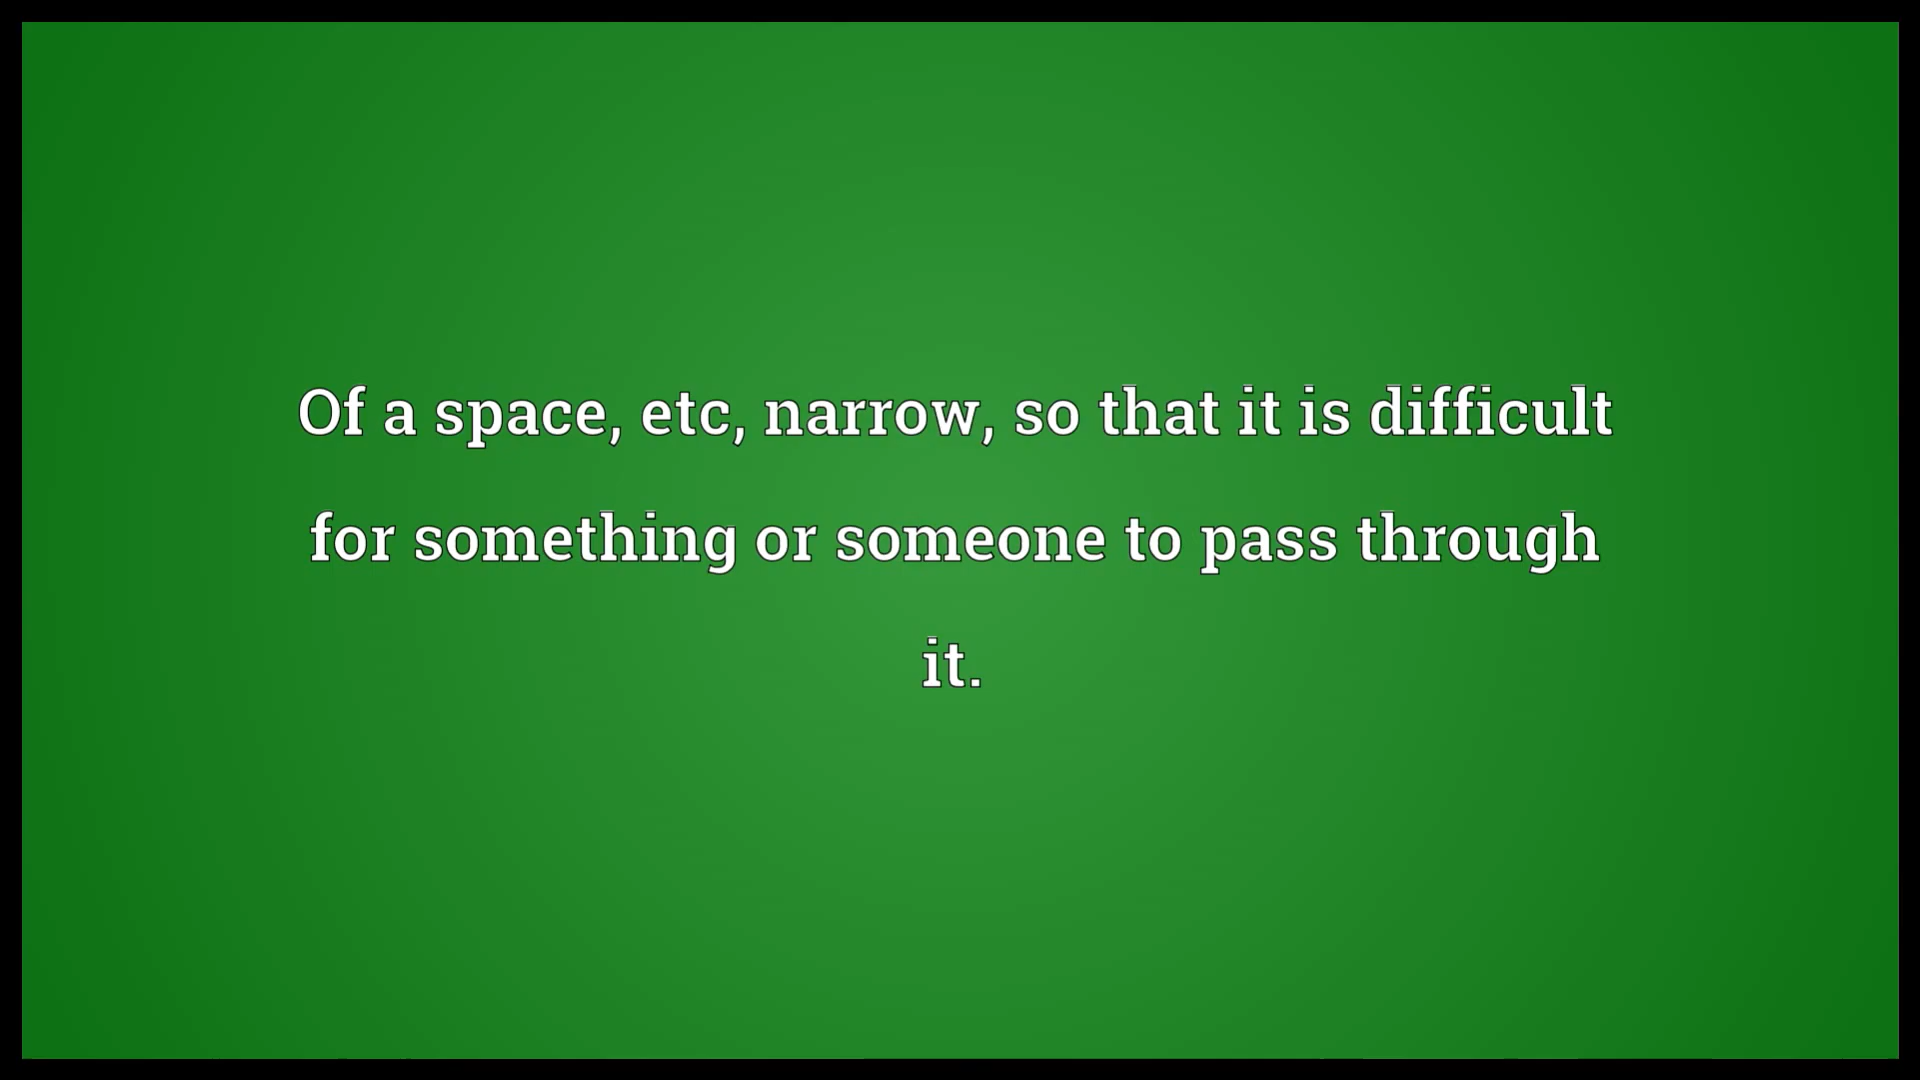 Of a space, etc, narrow, so that it is difficult
for something or someone to pass through
it.